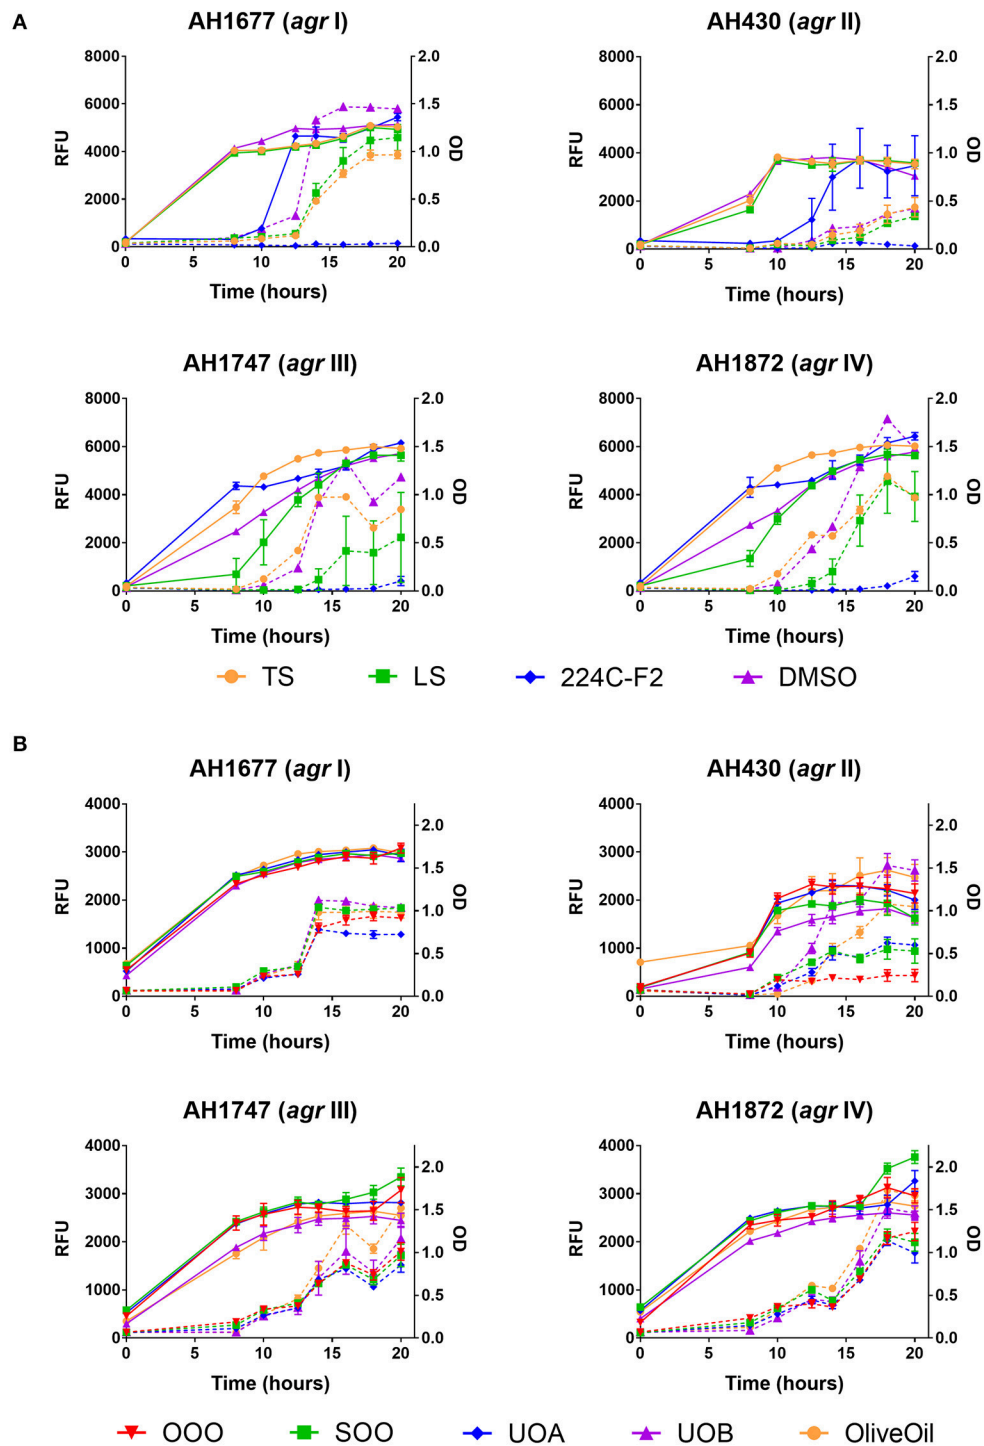 A
AH1677 (agr I)
AH430 (agr II)
8000
6000
4000
2000
0
RFU
2.0
1.5
1.0
0.5
0.0
OD
0 5 10 15 20
Time (hours)
8000
6000
4000
2000
0
RFU
2.0
1.5
1.0
0.5
0.0
OD
0 5 10 15 20
Time (hours)
AH1747 (agr III)
AH1872 (agr IV)
8000
6000
4000
2000
0
RFU
2.0
1.5
1.0
0.5
0.0
OD
0 5 10 15 20
Time (hours)
8000
6000
4000
2000
0
RFU
2.0
1.5
1.0
0.5
0.0
OD
0 5 10 15 20
Time (hours)
TS LS 224C-F2 DMSO
B
AH1677 (agr I)
AH430 (agr II)
4000
3000
2000
1000
0
RFU
2.0
1.5
1.0
0.5
0.0
OD
0 5 10 15 20
Time (hours)
4000
3000
2000
1000
0
RFU
2.0
1.5
1.0
0.5
0.0
OD
0 5 10 15 20
Time (hours)
AH1747 (agr III)
AH1872 (agr IV)
4000
3000
2000
1000
0
RFU
2.0
1.5
1.0
0.5
0.0
OD
0 5 10 15 20
Time (hours)
4000
3000
2000
1000
0
RFU
2.0
1.5
1.0
0.5
0.0
OD
0 5 10 15 20
Time (hours)
OOO SOO UOA UOB OliveOil